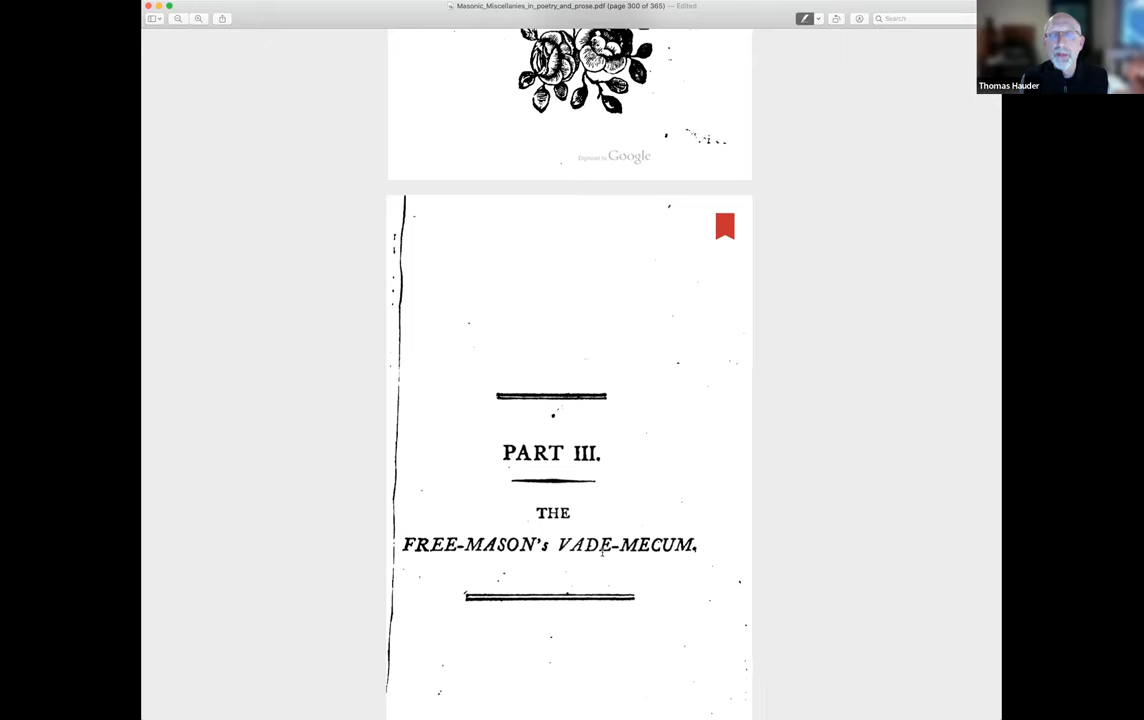 Masonic_Miscellanies_in_poetry_and_prose.pdf (page 300 of 365) — Edited
Search
Thomas Hauder
Digitized by Google
PART III.
THE
FREE-MASON's VADE-MECUM.